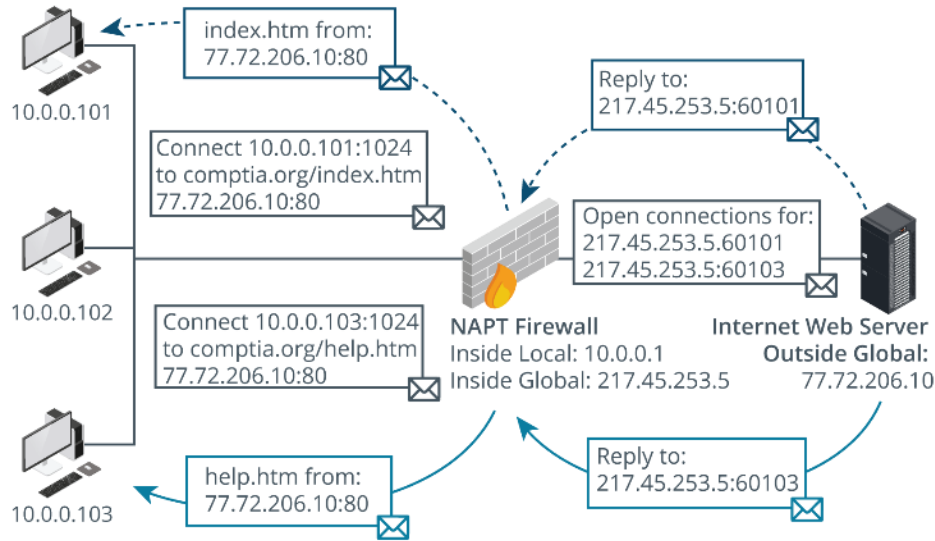 index.htm from:
77.72.206.10:80
10.0.0.101
Reply to:
217.45.253.5:60101
Connect 10.0.0.101:1024
to comptia.org/index.htm
77.72.206.10:80
Open connections for:
217.45.253.5.60101
217.45.253.5:60103
10.0.0.102
Connect 10.0.0.103:1024
to comptia.org/help.htm
77.72.206.10:80
NAPT Firewall
Inside Local: 10.0.0.1
Inside Global: 217.45.253.5
Internet Web Server
Outside Global:
77.72.206.10
help.htm from:
77.72.206.10:80
Reply to:
217.45.253.5:60103
10.0.0.103